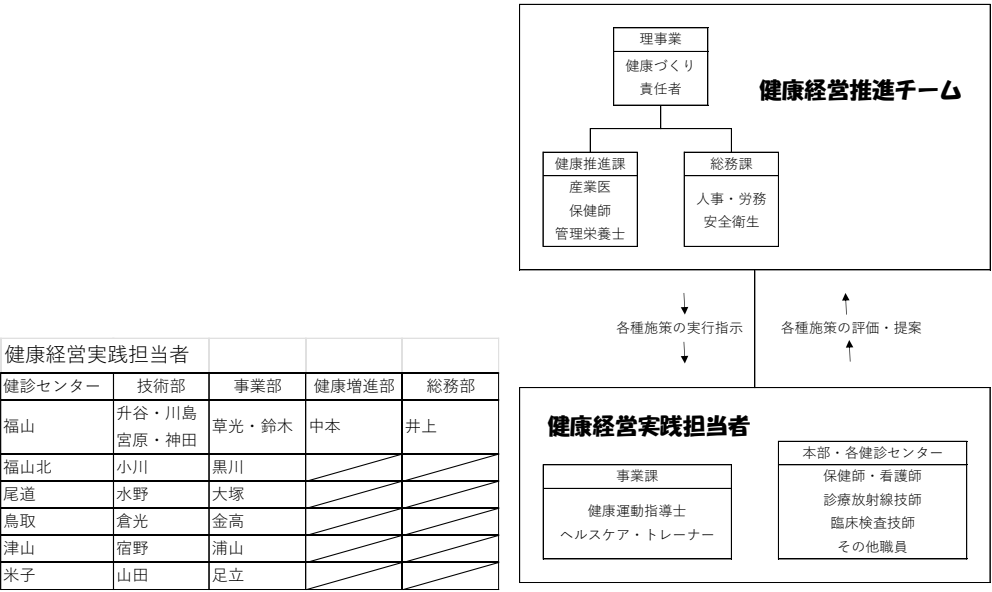 理事業
健康づくり
責任者
健康経営推進チーム
健康推進課
産業医
保健師
管理栄養士
総務課
人事・労務
安全衛生
各種施策の実行指示
各種施策の評価・提案
健康経営実践担当者
健診センター 技術部 事業部 健康増進部 総務部
福山 升谷・川島 草光・鈴木 中本 井上
宮原・神田
福山北 小川 黒川
尾道 水野 大塚
鳥取 倉光 金高
津山 宿野 浦山
米子 山田 足立
健康経営実践担当者
事業課
健康運動指導士
ヘルスケア・トレーナー
本部・各健診センター
保健師・看護師
診療放射線技師
臨床検査技師
その他職員